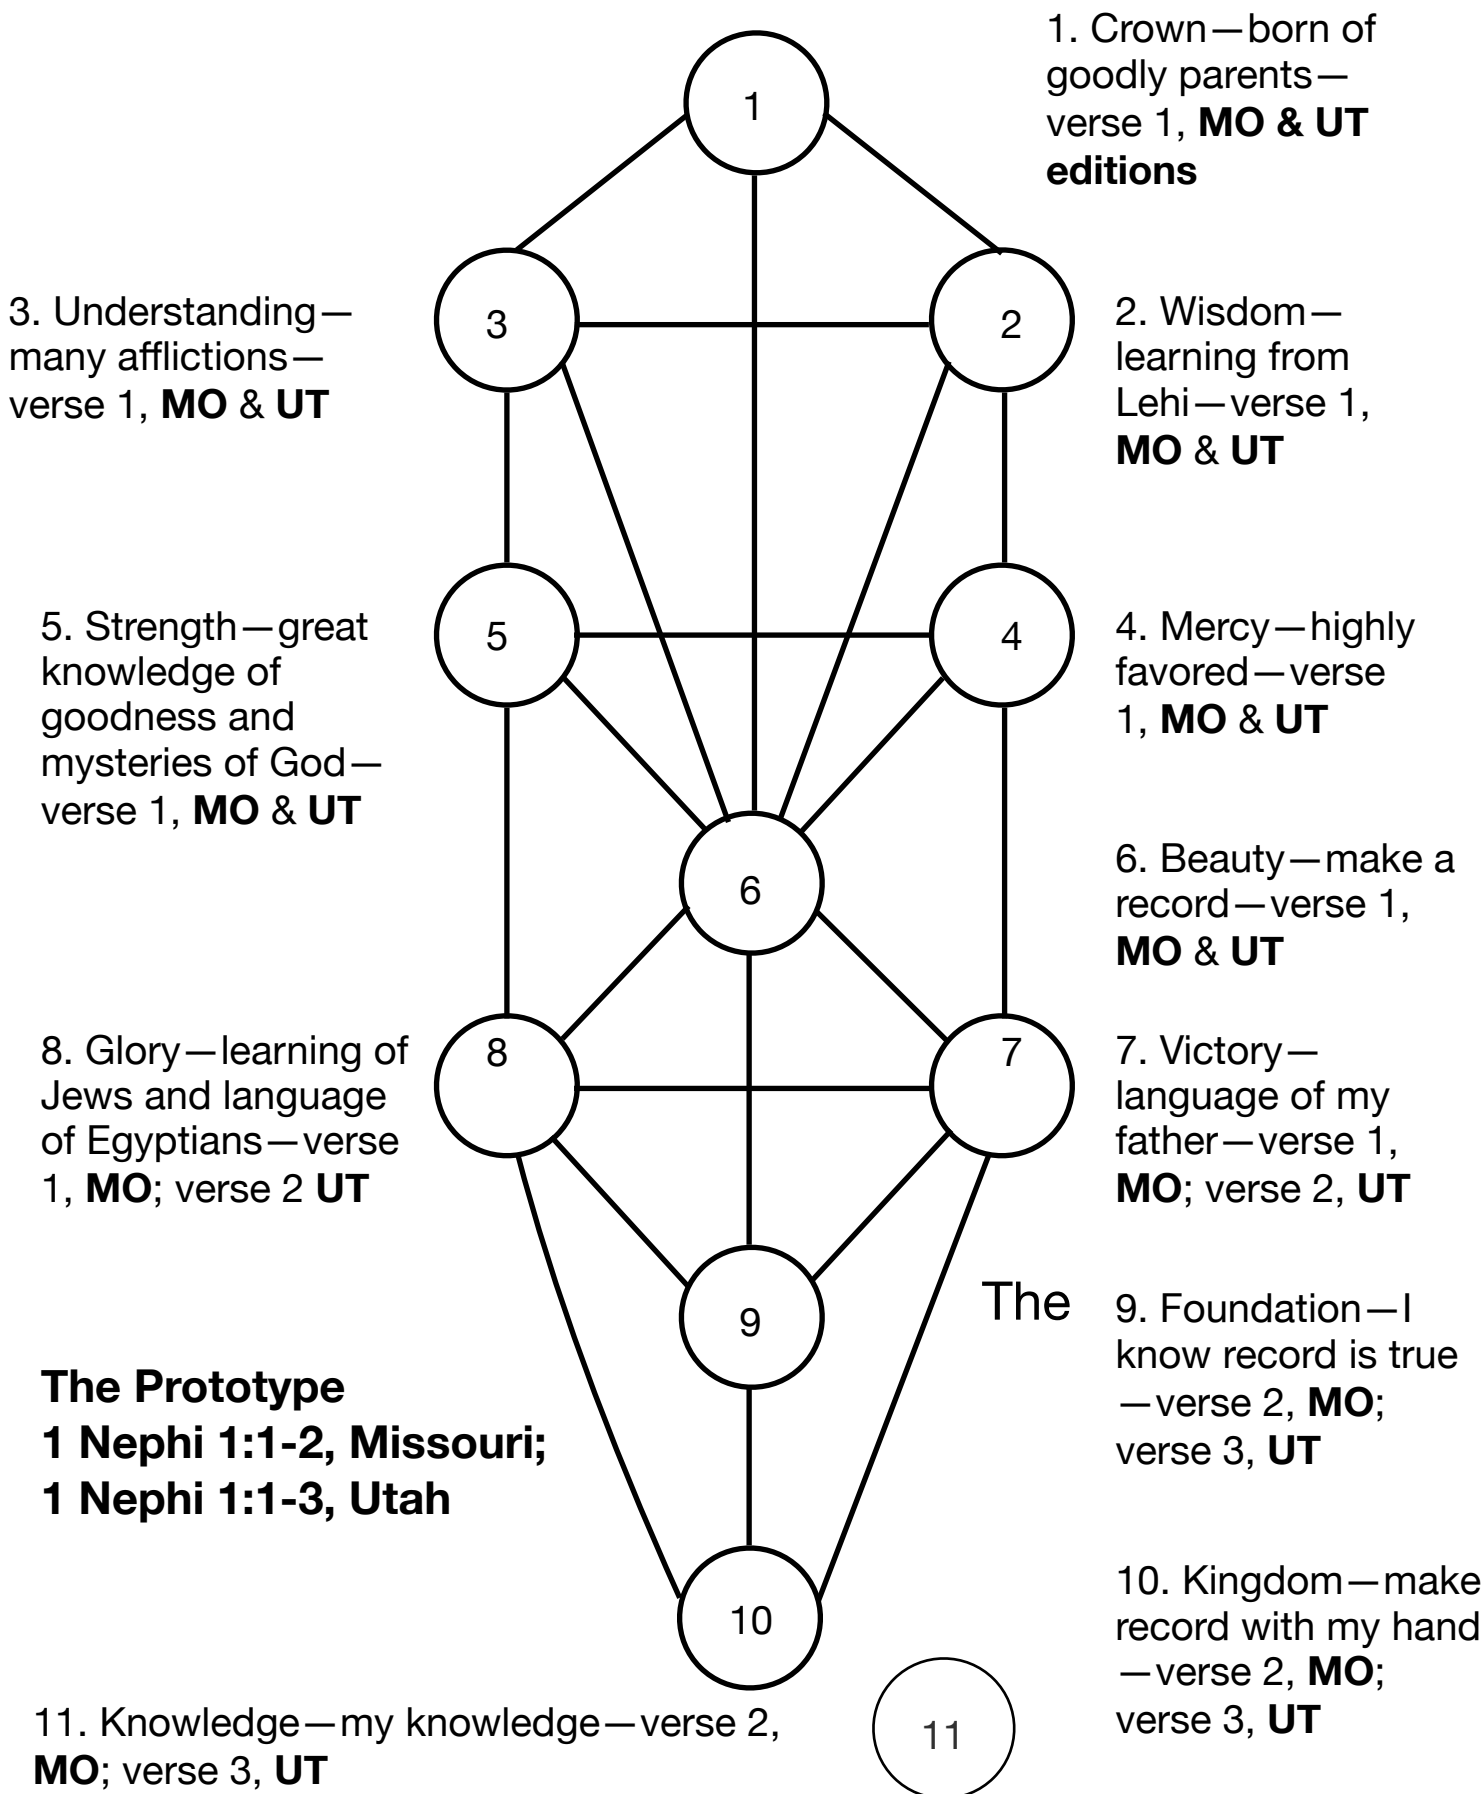 1
1. Crown—born of
goodly parents—
verse 1, MO & UT
editions
3
2
3. Understanding—
many afflictions—
verse 1, MO & UT
2. Wisdom—
learning from
Lehi—verse 1,
MO & UT
5
4
5. Strength—great
knowledge of
goodness and
mysteries of God—
verse 1, MO & UT
4. Mercy—highly
favored—verse
1, MO & UT
6
6. Beauty—make a
record—verse 1,
MO & UT
8
7
8. Glory—learning of
Jews and language
of Egyptians—verse
1, MO; verse 2 UT
7. Victory—
language of my
father—verse 1,
MO; verse 2, UT
9
The
9. Foundation—I
know record is true
—verse 2, MO;
verse 3, UT
The Prototype
1 Nephi 1:1-2, Missouri;
1 Nephi 1:1-3, Utah
10
10. Kingdom—make
record with my hand
—verse 2, MO;
verse 3, UT
11. Knowledge—my knowledge—verse 2,
MO; verse 3, UT
11